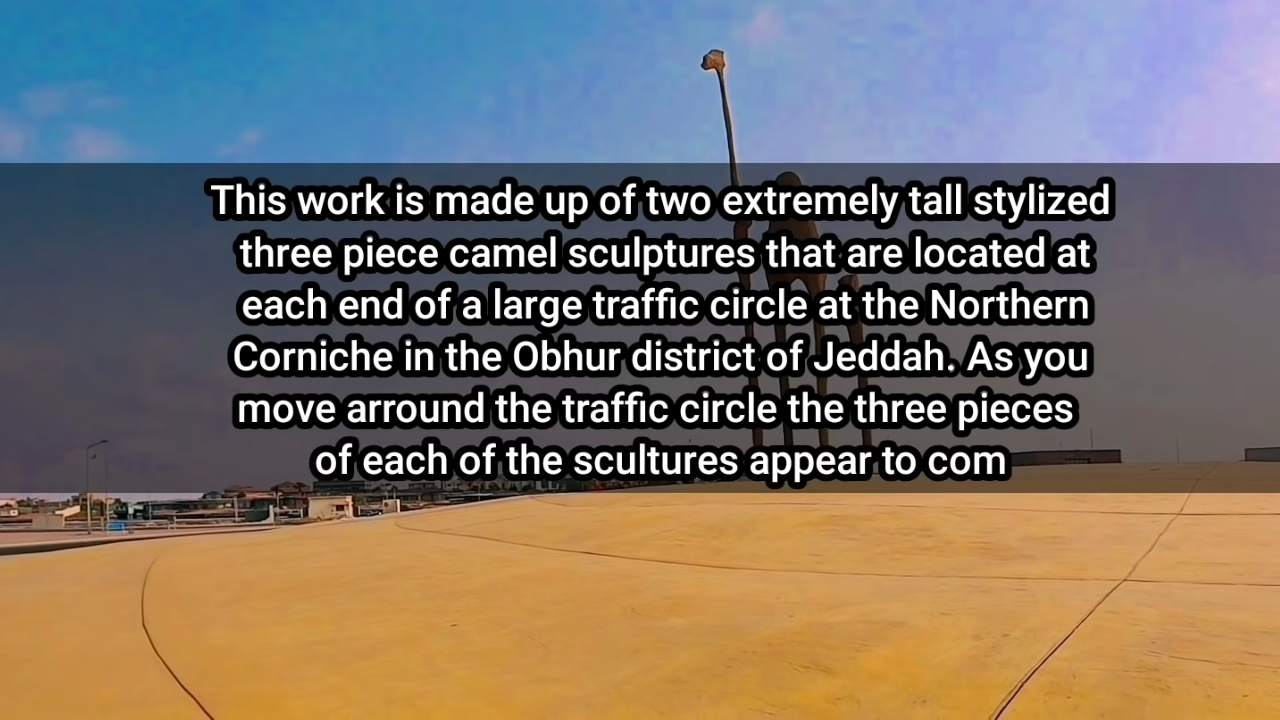 This work is made up of two extremely tall stylized
three piece camel sculptures that are located at
each end of a large traffic circle at the Northern
Corniche in the Obhur district of Jeddah. As you
move arround the traffic circle the three pieces
of each of the scultures appear to com